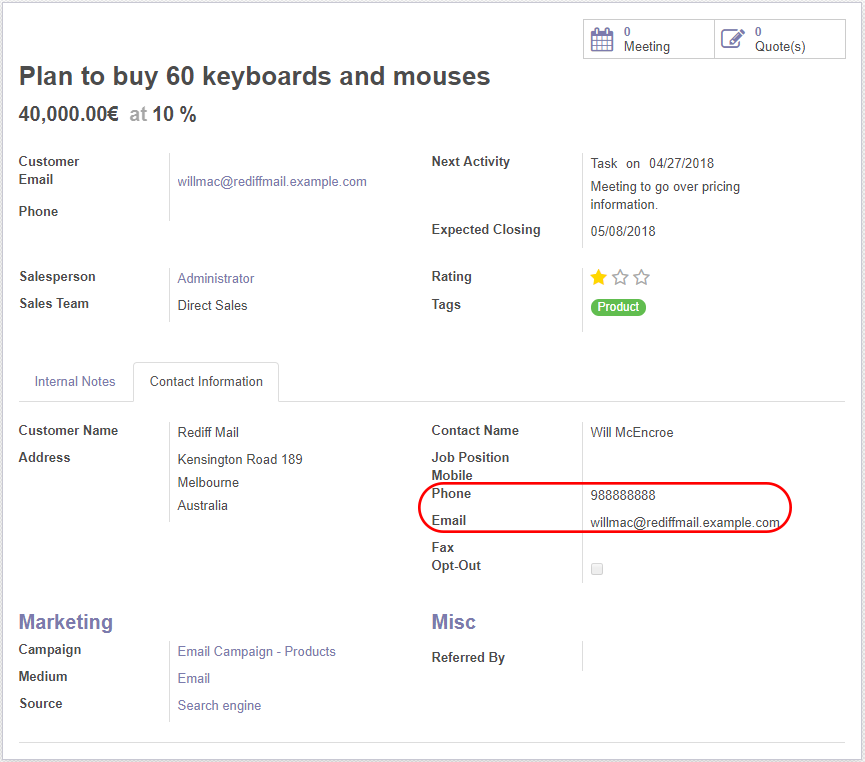 0
Meeting
0
Quote(s)
Plan to buy 60 keyboards and mouses
40,000.00€ at 10 %
Customer
Email willmac@rediffmail.example.com
Phone
Next Activity Task on 04/27/2018
Meeting to go over pricing
information.
Expected Closing 05/08/2018
Salesperson Administrator
Sales Team Direct Sales
Rating
Tags Product
Internal Notes Contact Information
Customer Name Rediff Mail
Address Kensington Road 189
Melbourne
Australia
Contact Name Will McEncroe
Job Position
Mobile
Phone 988888888
Email willmac@rediffmail.example.com
Fax
Opt-Out
Marketing
Campaign Email Campaign - Products
Medium Email
Source Search engine
Misc
Referred By